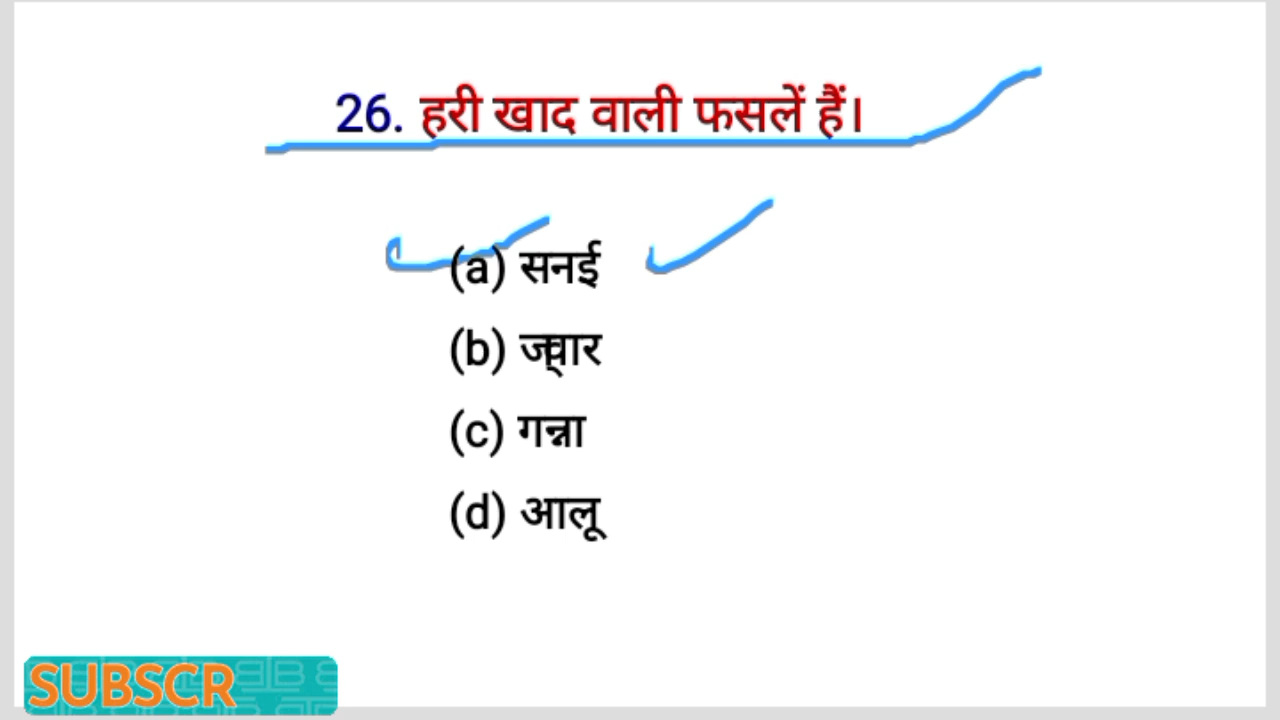 26. हरी खाद वाली फसलें हैं।
(a) सनई
(b) ज्वार
(c) गन्ना
(d) आलू
SUBSCR